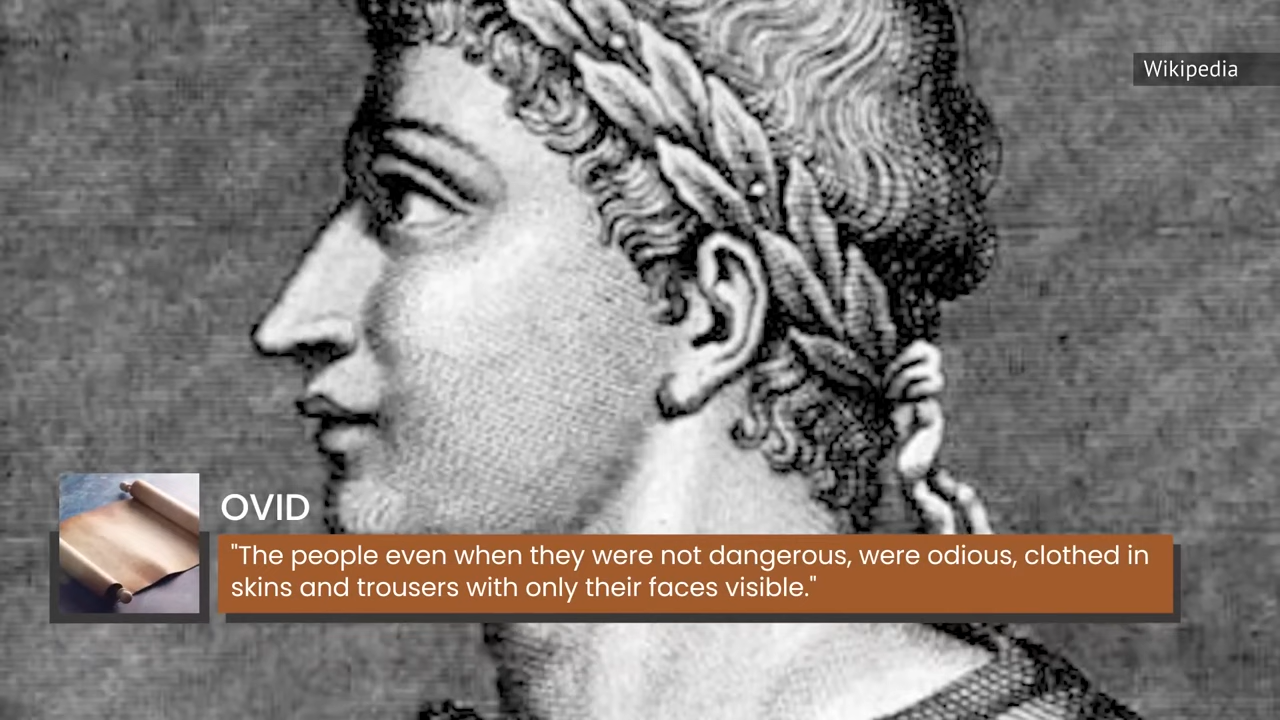 Wikipedia
OVID
"The people even when they were not dangerous, were odious, clothed in
skins and trousers with only their faces visible."